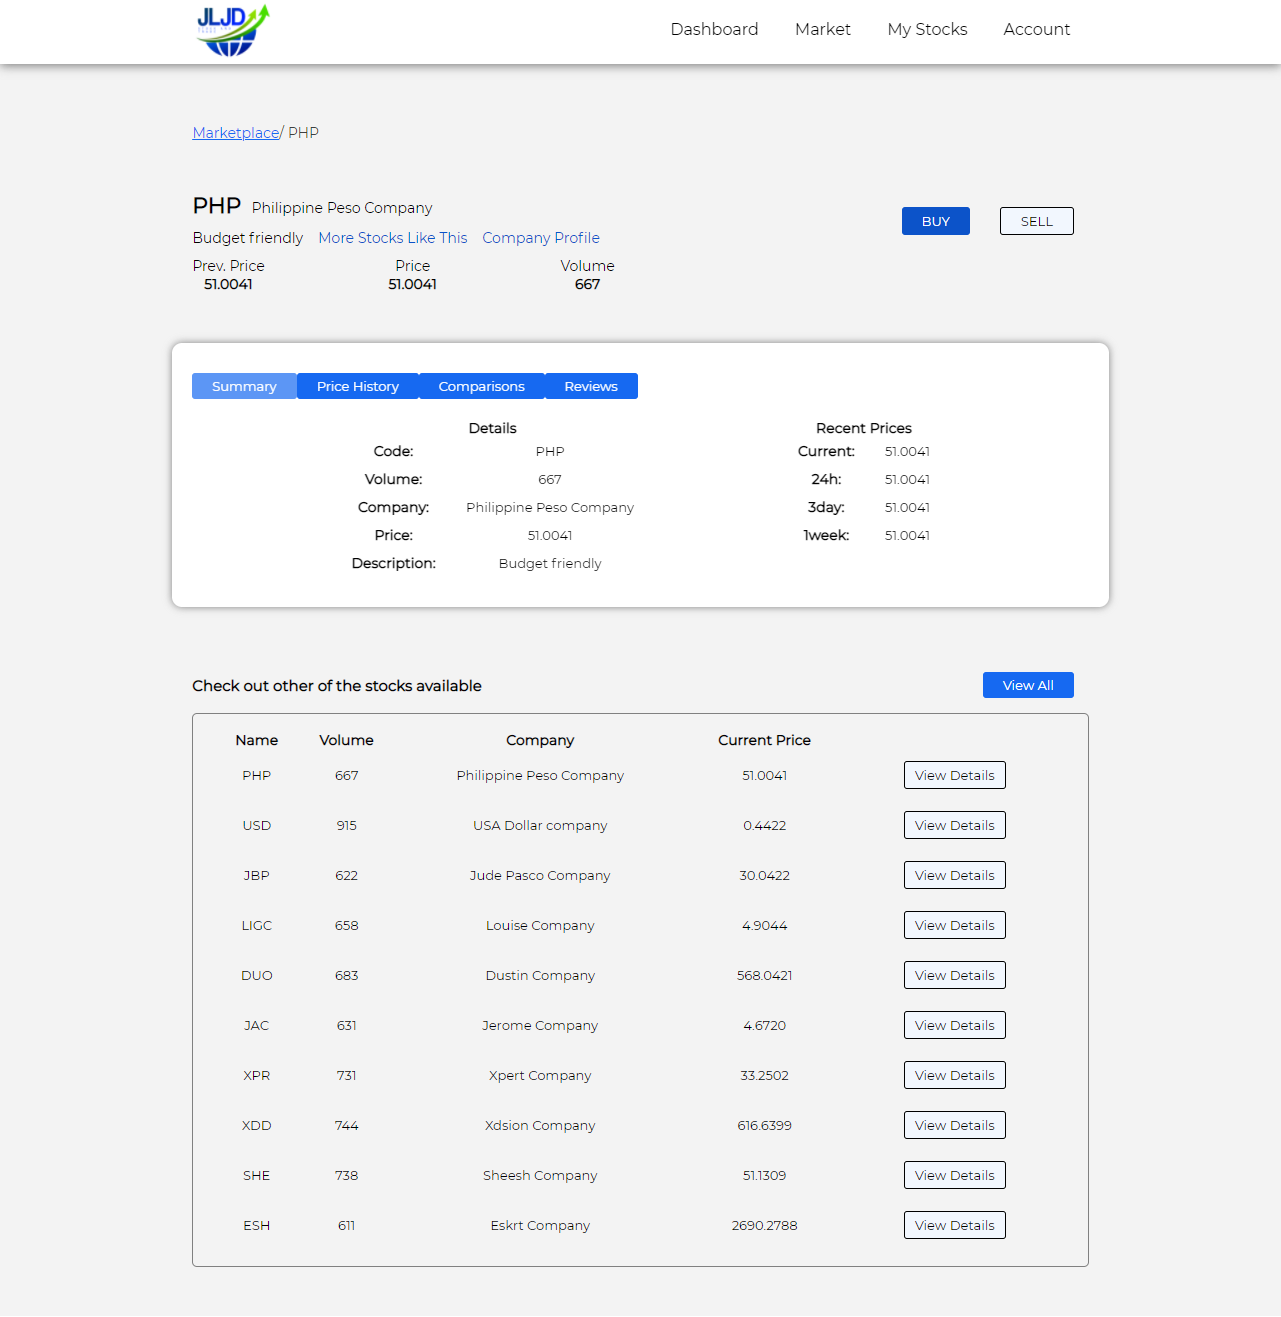 JLJD
Dashboard Market My Stocks Account
Marketplace/ PHP
PHP Philippine Peso Company
BUY SELL
Budget friendly More Stocks Like This Company Profile
Prev. Price Price Volume
51.0041 51.0041 667
Summary Price History Comparisons Reviews
Details Recent Prices
Code: PHP Current: 51.0041
Volume: 667 24h: 51.0041
Company: Philippine Peso Company 3day: 51.0041
Price: 51.0041 1week: 51.0041
Description: Budget friendly
Check out other of the stocks available View All
Name Volume Company Current Price
PHP 667 Philippine Peso Company 51.0041 View Details
USD 915 USA Dollar company 0.4422 View Details
JBP 622 Jude Pasco Company 30.0422 View Details
LIGC 658 Louise Company 4.9044 View Details
DUO 683 Dustin Company 568.0421 View Details
JAC 631 Jerome Company 4.6720 View Details
XPR 731 Xpert Company 33.2502 View Details
XDD 744 Xdsion Company 616.6399 View Details
SHE 738 Sheesh Company 51.1309 View Details
ESH 611 Eskrt Company 2690.2788 View Details